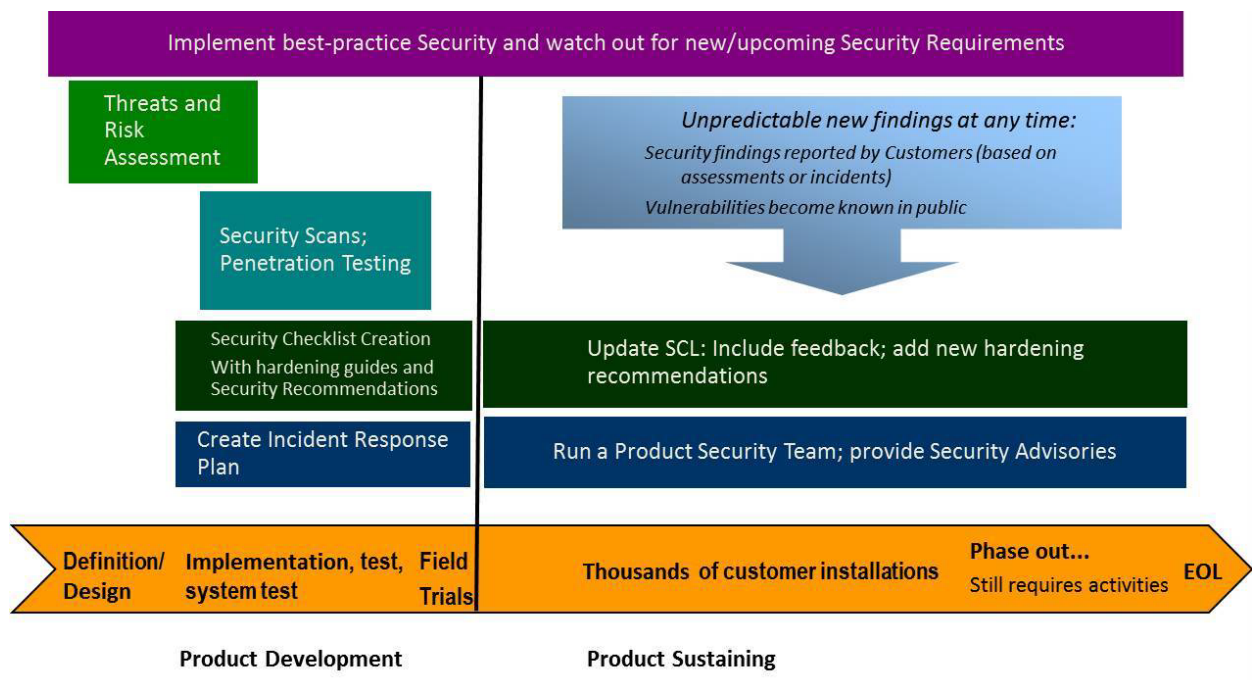 Implement best-practice Security and watch out for new/upcoming Security Requirements
Threats and
Risk
Assessment
Unpredictable new findings at any time:
Security findings reported by Customers (based on
assessments or incidents)
Vulnerabilities become known in public
Security Scans;
Penetration Testing
Security Checklist Creation
With hardening guides and
Security Recommendations
Update SCL: Include feedback; add new hardening
recommendations
Create Incident Response
Plan
Run a Product Security Team; provide Security Advisories
Definition/
Design
Implementation, test,
system test
Field
Trials
Thousands of customer installations
Phase out...
Still requires activities
EOL
Product Development
Product Sustaining